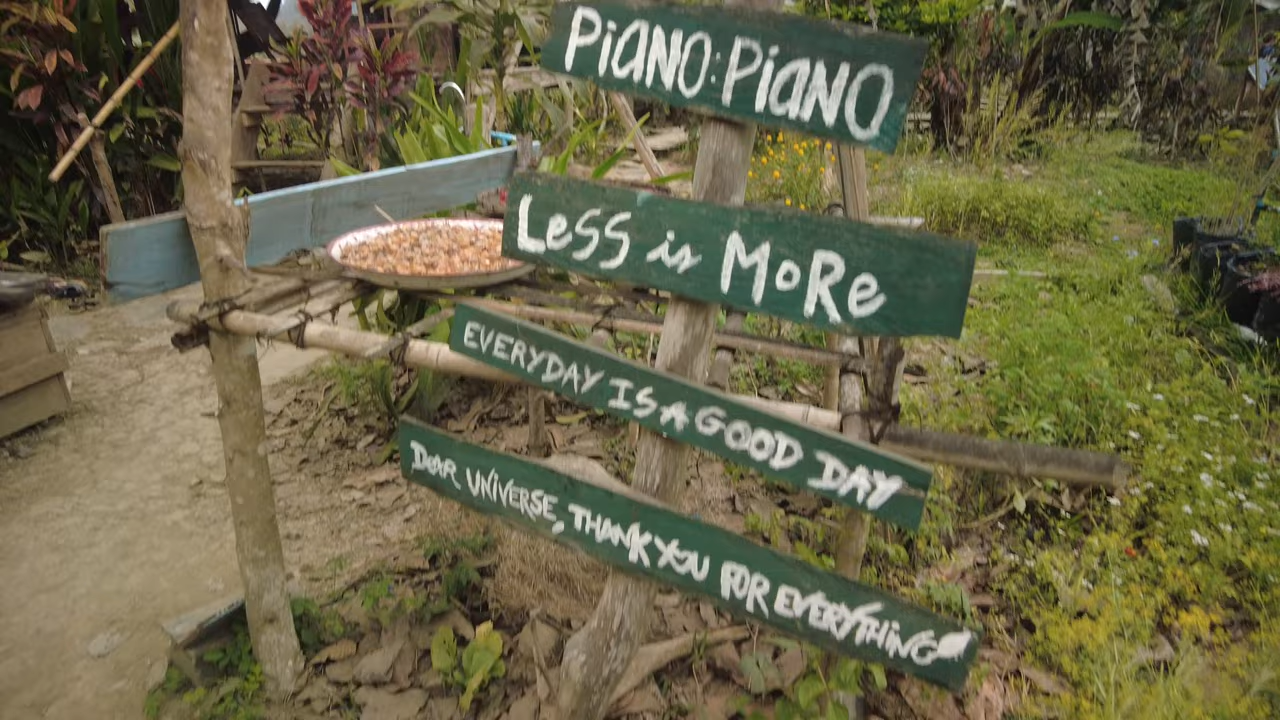 PiaNO:PiaNO
LeSS is MoRe
EVERYDAY IS A GOOD DAY
DEAR UNIVERSE, THANK YOU FOR EVERYTHiNG